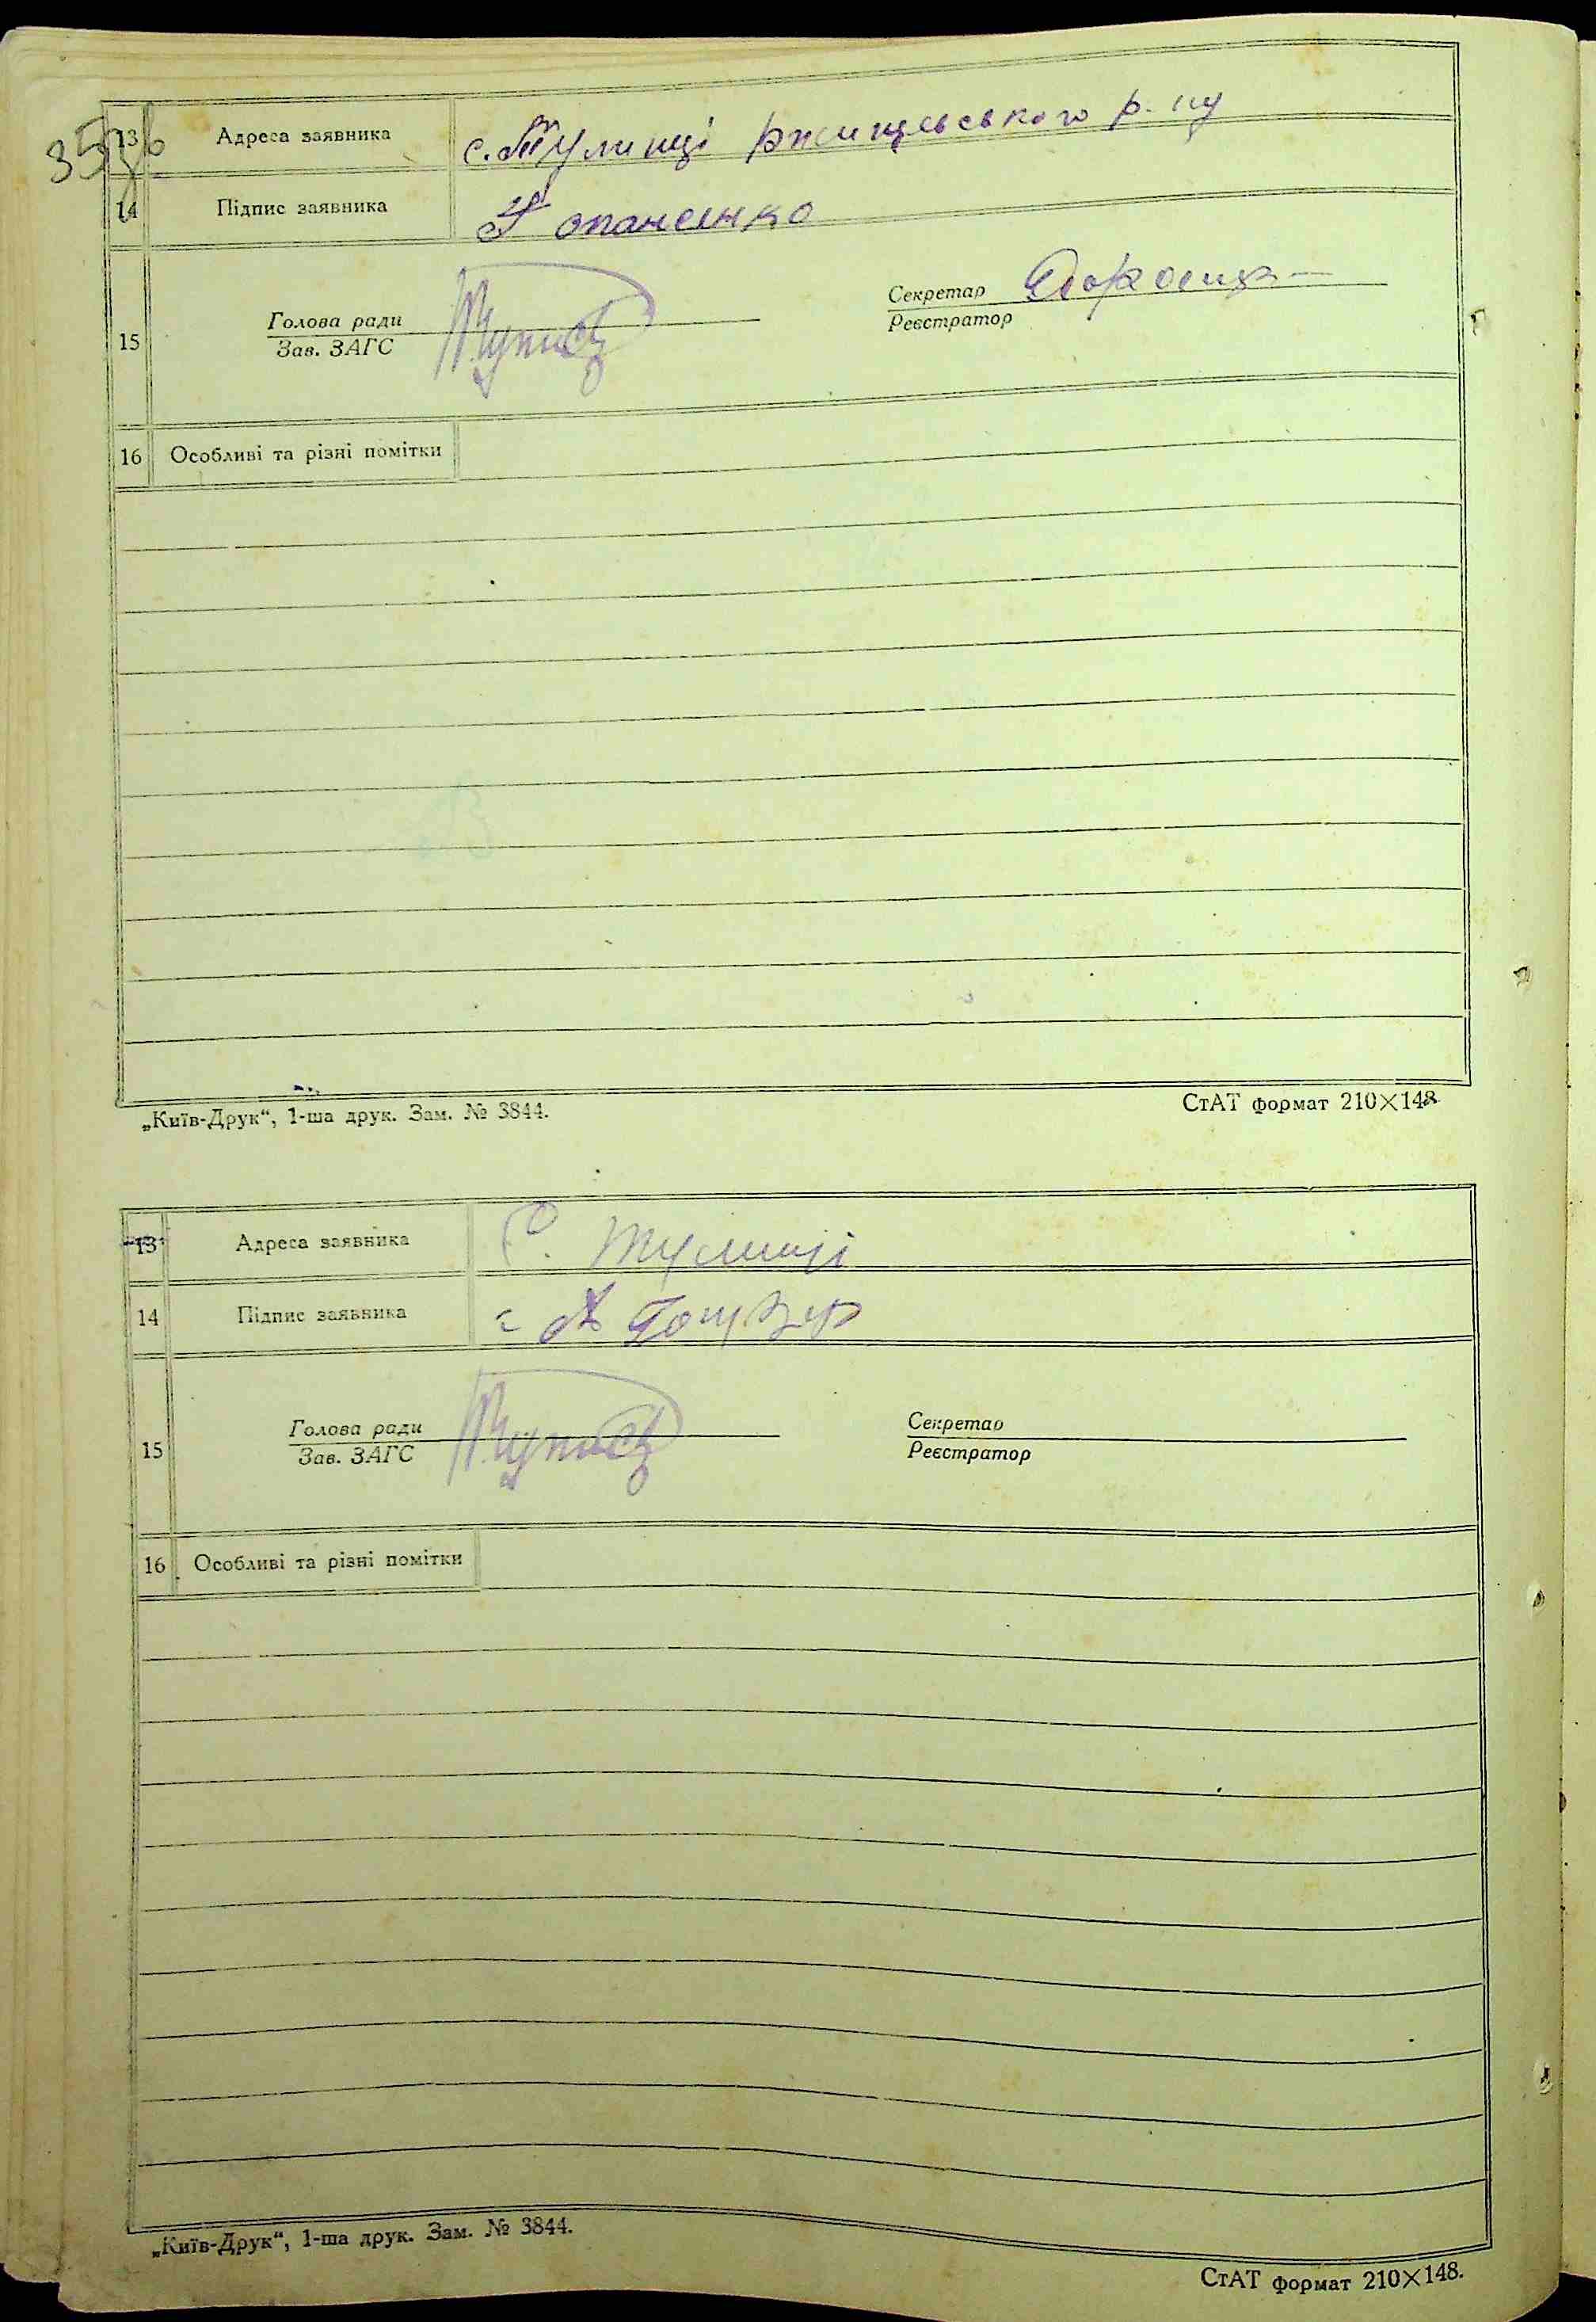 13 Адреса заявника с. Тулинці Ржищевського р-ну
14 Підпис заявника опаненко
Секретар
Голова ради
Реєстратор
15
Зав. ЗАГС
16 Особливі та різні помітки
„Київ-Друк“, 1-ша друк. Зам. № 3844.
СтАТ формат 210×148
13 Адреса заявника С. Тулинці
14 Підпис заявника
Голова ради Секретар
15
Зав. ЗАГС Реєстратор
16 Особливі та різні помітки
„Київ-Друк“, 1-ша друк. Зам. № 3844.
СтАТ формат 210×148.